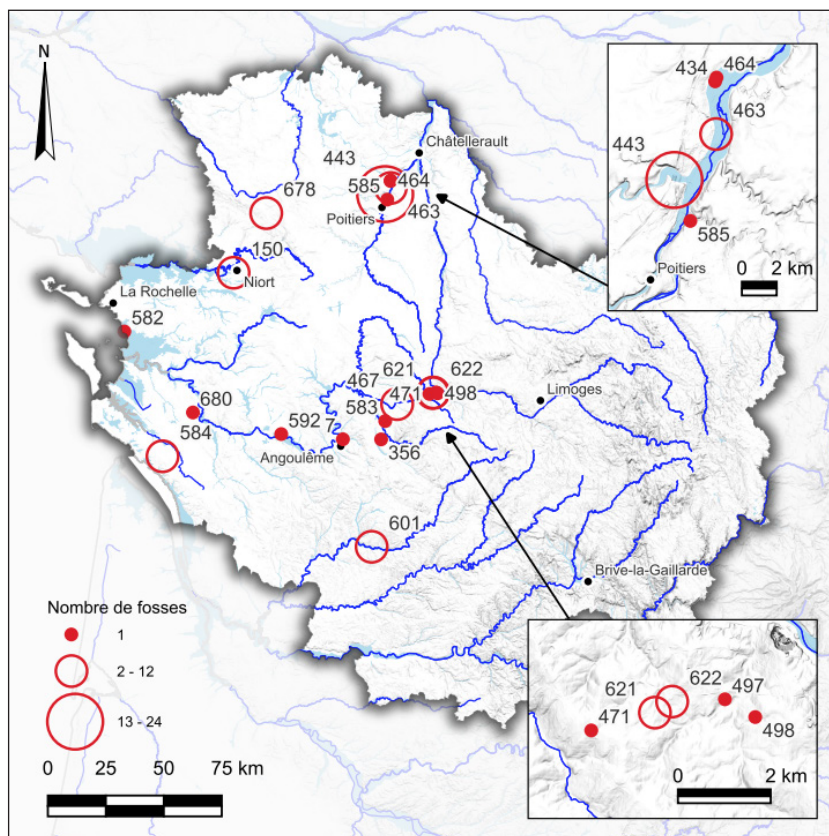 N
434
464
463
443
585
Poitiers
0 2 km
Châtellerault
443
585
464
Poitiers
463
678
150
Niort
La Rochelle
582
621
622
467
471
498
Limoges
680
583
584
592
7
Angoulême
356
601
Brive-la-Gaillarde
Nombre de fosses
1
2 - 12
13 - 24
0 25 50 75 km
621
622
497
471
498
0 2 km